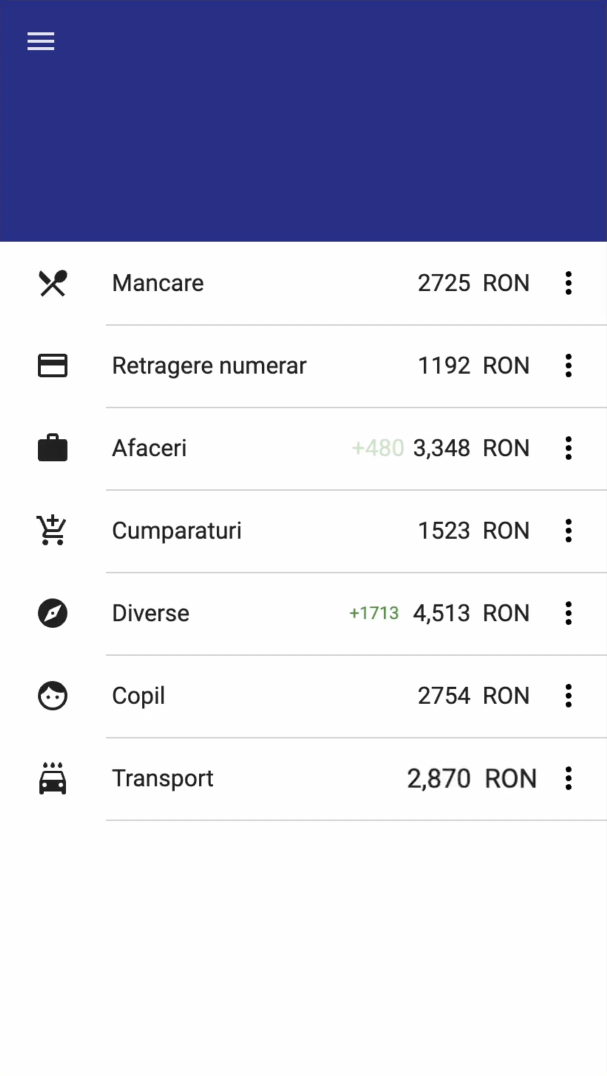 Mancare 2725 RON
Retragere numerar 1192 RON
Afaceri +480 3,348 RON
Cumparaturi 1523 RON
Diverse +1713 4,513 RON
Copil 2754 RON
Transport 2,870 RON